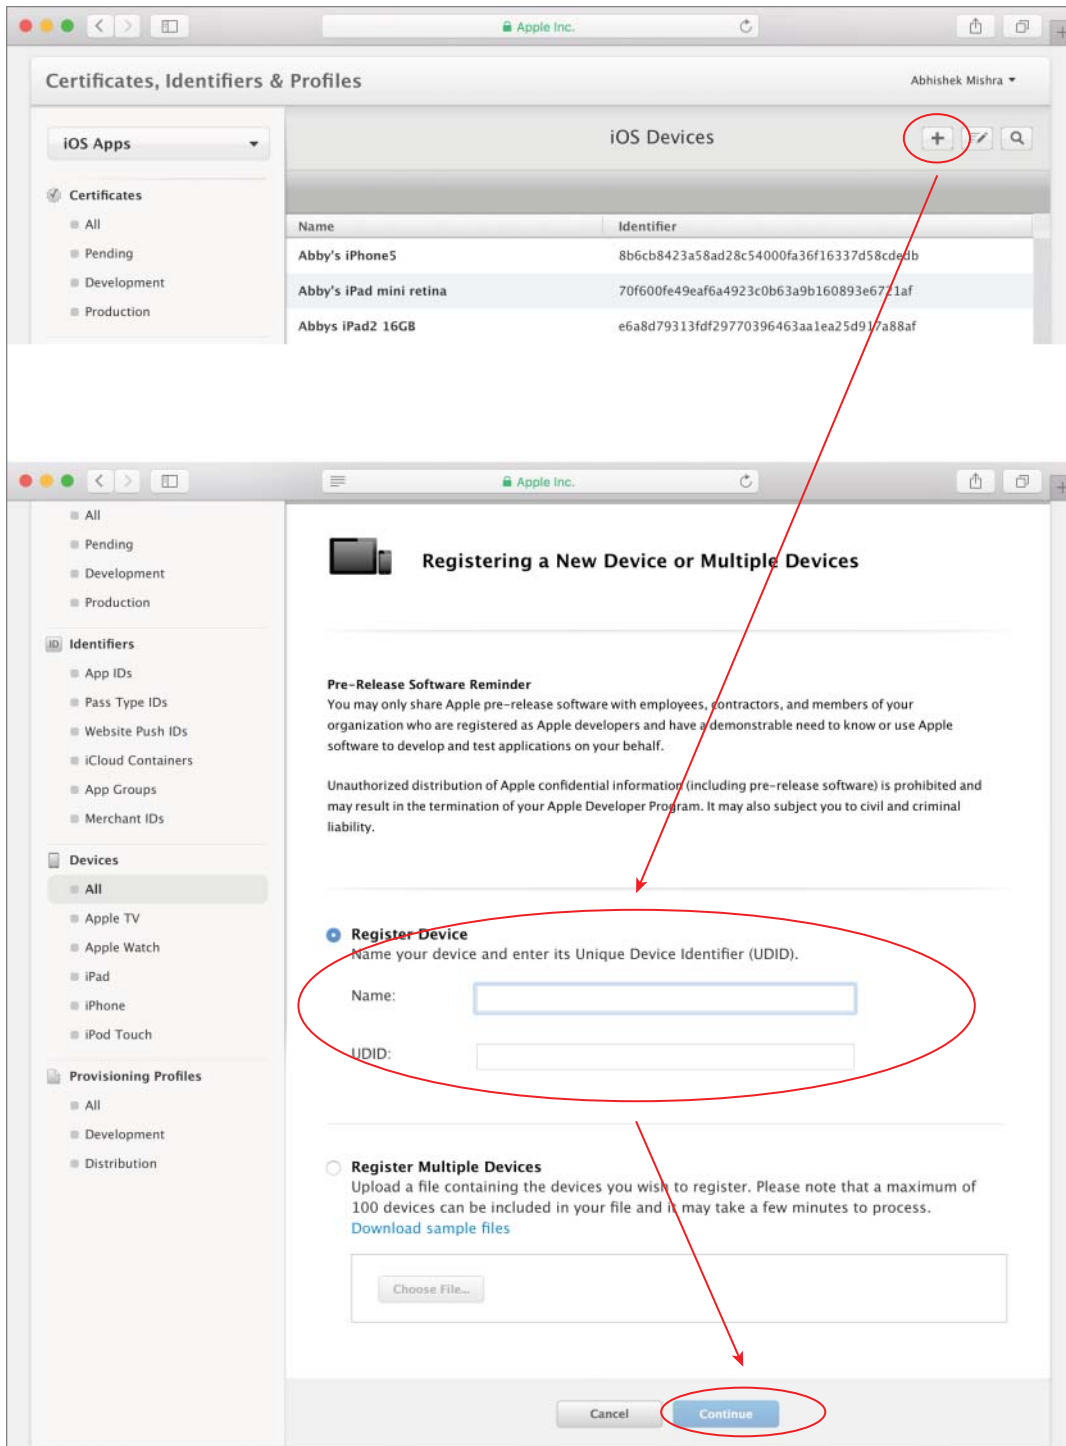 Apple Inc.
Certificates, Identifiers & Profiles
Abhishek Mishra
iOS Apps
iOS Devices
Certificates
All
Pending
Development
Production
Name Identifier
Abby's iPhone5 8b6cb8423a58ad28c54000fa36f16337d58cdedb
Abby's iPad mini retina 70f600fe49eaf6a4923c0b63a9b160893e6721af
Abbys iPad2 16GB e6a8d79313fdf29770396463aa1ea25d917a88af
Apple Inc.
All
Pending
Development
Production
ID Identifiers
App IDs
Pass Type IDs
Website Push IDs
iCloud Containers
App Groups
Merchant IDs
Devices
All
Apple TV
Apple Watch
iPad
iPhone
iPod Touch
Provisioning Profiles
All
Development
Distribution
Registering a New Device or Multiple Devices
Pre-Release Software Reminder
You may only share Apple pre-release software with employees, contractors, and members of your
organization who are registered as Apple developers and have a demonstrable need to know or use Apple
software to develop and test applications on your behalf.
Unauthorized distribution of Apple confidential information (including pre-release software) is prohibited and
may result in the termination of your Apple Developer Program. It may also subject you to civil and criminal
liability.
Register Device
Name your device and enter its Unique Device Identifier (UDID).
Name:
UDID:
Register Multiple Devices
Upload a file containing the devices you wish to register. Please note that a maximum of
100 devices can be included in your file and it may take a few minutes to process.
Download sample files
Choose File...
Cancel Continue